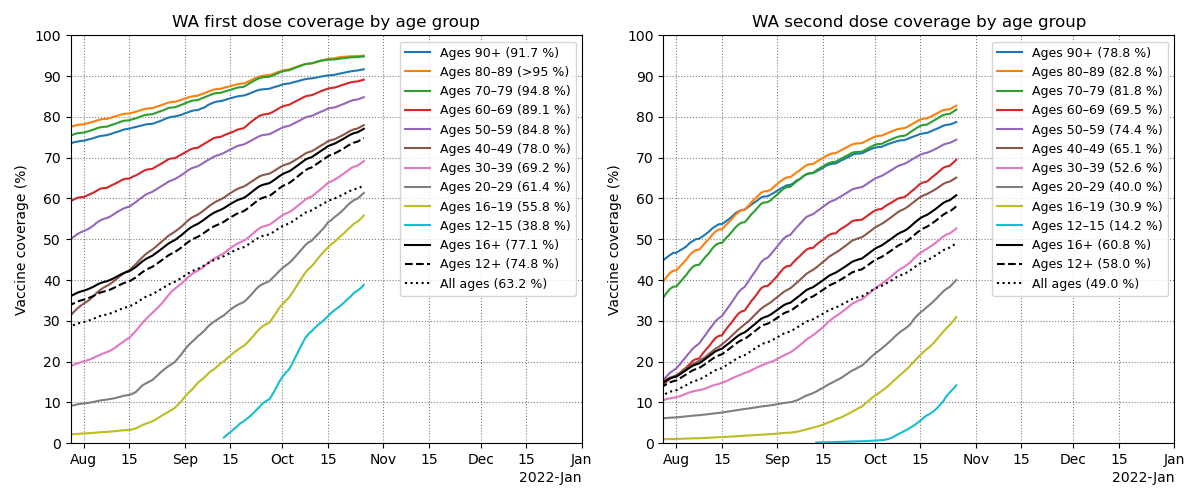 WA first dose coverage by age group
Vaccine coverage (%)
100
90
80
70
60
50
40
30
20
10
0
Ages 90+ (91.7 %)
Ages 80–89 (>95 %)
Ages 70–79 (94.8 %)
Ages 60–69 (89.1 %)
Ages 50–59 (84.8 %)
Ages 40–49 (78.0 %)
Ages 30–39 (69.2 %)
Ages 20–29 (61.4 %)
Ages 16–19 (55.8 %)
Ages 12–15 (38.8 %)
Ages 16+ (77.1 %)
Ages 12+ (74.8 %)
All ages (63.2 %)
Aug 15 Sep 15 Oct 15 Nov 15 Dec 15 Jan
2022-Jan
WA second dose coverage by age group
Vaccine coverage (%)
100
90
80
70
60
50
40
30
20
10
0
Ages 90+ (78.8 %)
Ages 80–89 (82.8 %)
Ages 70–79 (81.8 %)
Ages 60–69 (69.5 %)
Ages 50–59 (74.4 %)
Ages 40–49 (65.1 %)
Ages 30–39 (52.6 %)
Ages 20–29 (40.0 %)
Ages 16–19 (30.9 %)
Ages 12–15 (14.2 %)
Ages 16+ (60.8 %)
Ages 12+ (58.0 %)
All ages (49.0 %)
Aug 15 Sep 15 Oct 15 Nov 15 Dec 15 Jan
2022-Jan